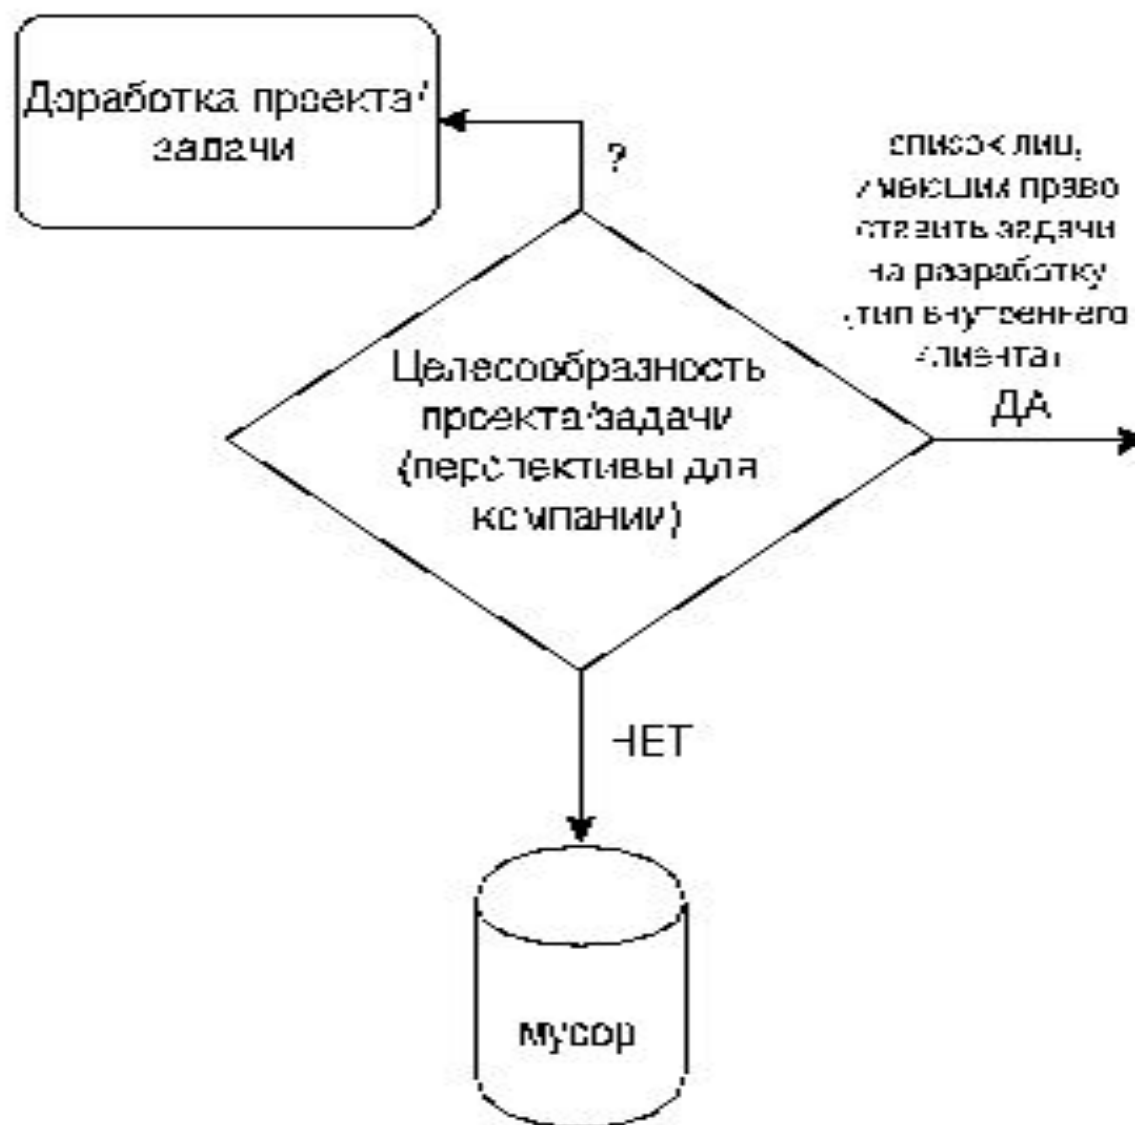 Доработка проекта/
задачи
?
список лиц,
имеющих право
ставить задачи
на разработку
(тип внутреннего
клиента)
ДА
Целесообразность
проекта/задачи
(перспективы для
компании)
НЕТ
мусор